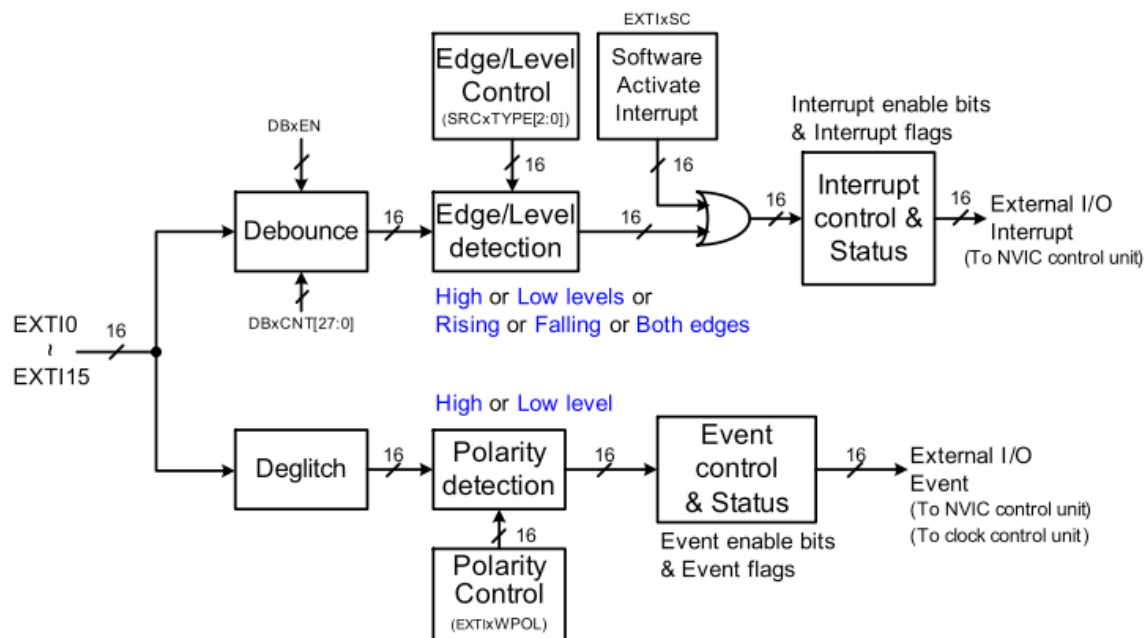 EXTIxSC
Edge/Level
Control
(SRCxTYPE[2:0])
Software
Activate
Interrupt
DBxEN
16
16
Interrupt enable bits
& Interrupt flags
Debounce
16
Edge/Level
detection
16
16
Interrupt
control &
Status
16
External I/O
Interrupt
(To NVIC control unit)
DBxCNT[27:0]
High or Low levels or
Rising or Falling or Both edges
EXTI0
~
EXTI15
16
High or Low level
Deglitch
16
Polarity
detection
16
Event
control
& Status
16
External I/O
Event
(To NVIC control unit)
(To clock control unit)
16
Event enable bits
& Event flags
Polarity
Control
(EXTIxWPOL)